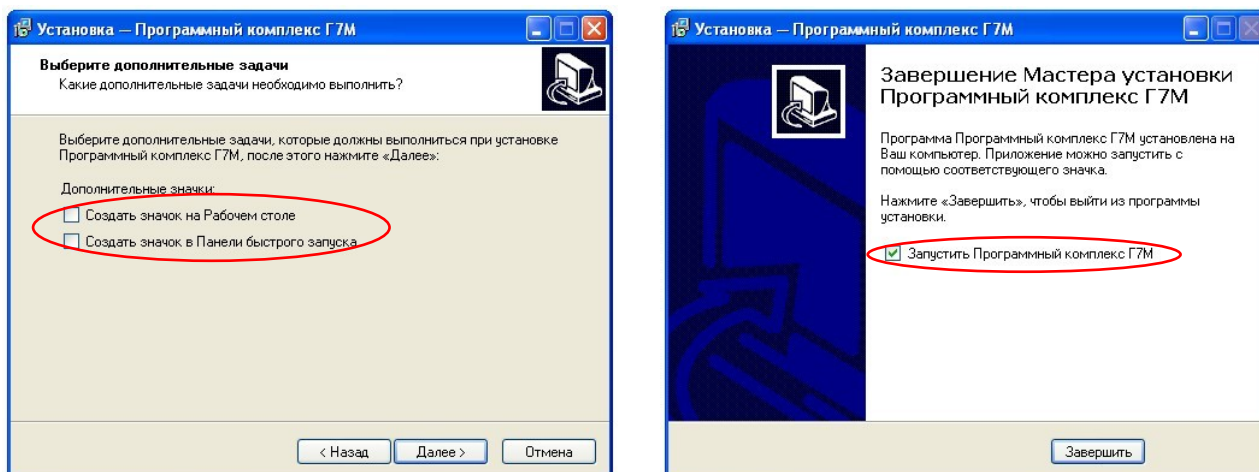 Установка — Программный комплекс Г7М
Выберите дополнительные задачи
Какие дополнительные задачи необходимо выполнить?
Выберите дополнительные задачи, которые должны выполниться при установке
Программный комплекс Г7М, после этого нажмите «Далее»:
Дополнительные значки:
Создать значок на Рабочем столе
Создать значок в Панели быстрого запуска
< Назад
Далее >
Отмена
Установка — Программный комплекс Г7М
Завершение Мастера установки
Программный комплекс Г7М
Программа Программный комплекс Г7М установлена на
Ваш компьютер. Приложение можно запустить с
помощью соответствующего значка.
Нажмите «Завершить», чтобы выйти из программы
установки.
Запустить Программный комплекс Г7М
Завершить